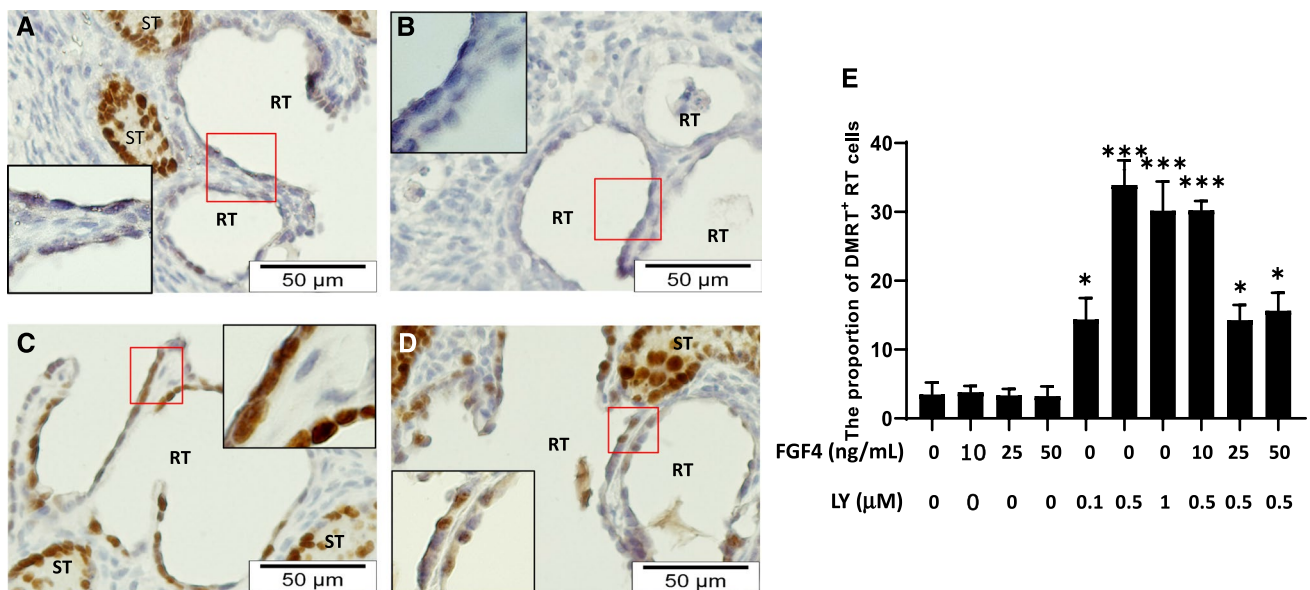 A
ST
ST
RT
RT
50 µm
B
RT
RT
RT
50 µm
C
RT
ST
ST
50 µm
D
ST
RT
RT
50 µm
E
The proportion of DMRT⁺ RT cells
40
30
20
10
0
* *** *** *** * *
FGF4 (ng/mL) 0 10 25 50 0 0 0 10 25 50
LY (µM) 0 0 0 0 0.1 0.5 1 0.5 0.5 0.5